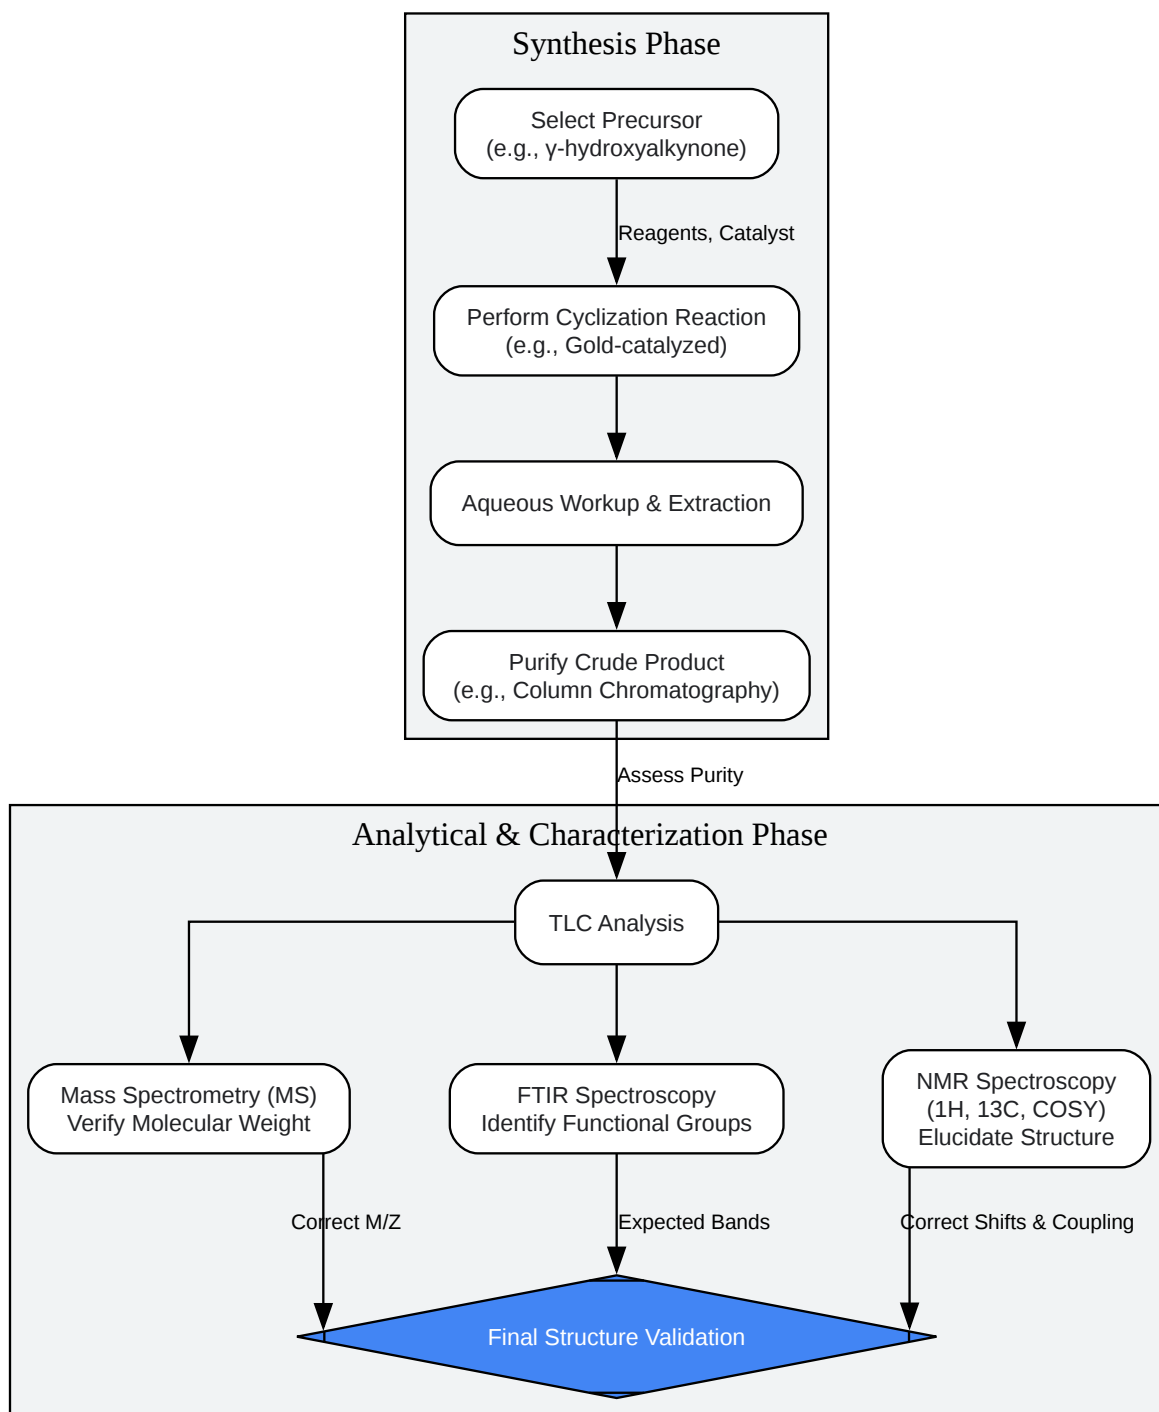 Synthesis Phase
Select Precursor
(e.g., γ-hydroxyalkynone)
Reagents, Catalyst
Perform Cyclization Reaction
(e.g., Gold-catalyzed)
Aqueous Workup & Extraction
Purify Crude Product
(e.g., Column Chromatography)
Assess Purity
Analytical & Characterization Phase
TLC Analysis
Mass Spectrometry (MS)
Verify Molecular Weight
FTIR Spectroscopy
Identify Functional Groups
NMR Spectroscopy
(1H, 13C, COSY)
Elucidate Structure
Correct M/Z
Expected Bands
Correct Shifts & Coupling
Final Structure Validation